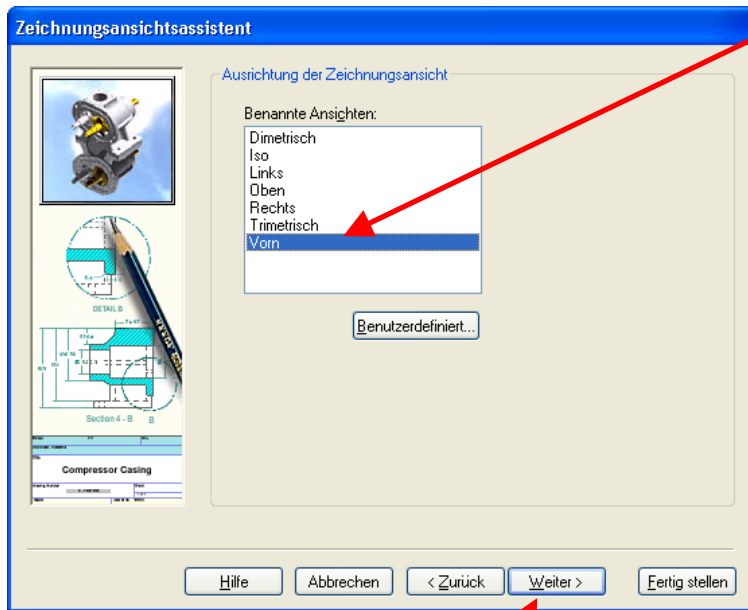 Zeichnungsansichtsassistent
Ausrichtung der Zeichnungsansicht
Benannte Ansichten:
Dimetrisch
Iso
Links
Oben
Rechts
Trimetrisch
Vorn
Benutzerdefiniert...
DETAIL B
Section 4 - B B
Compressor Casing
Hilfe
Abbrechen
< Zurück
Weiter >
Fertig stellen